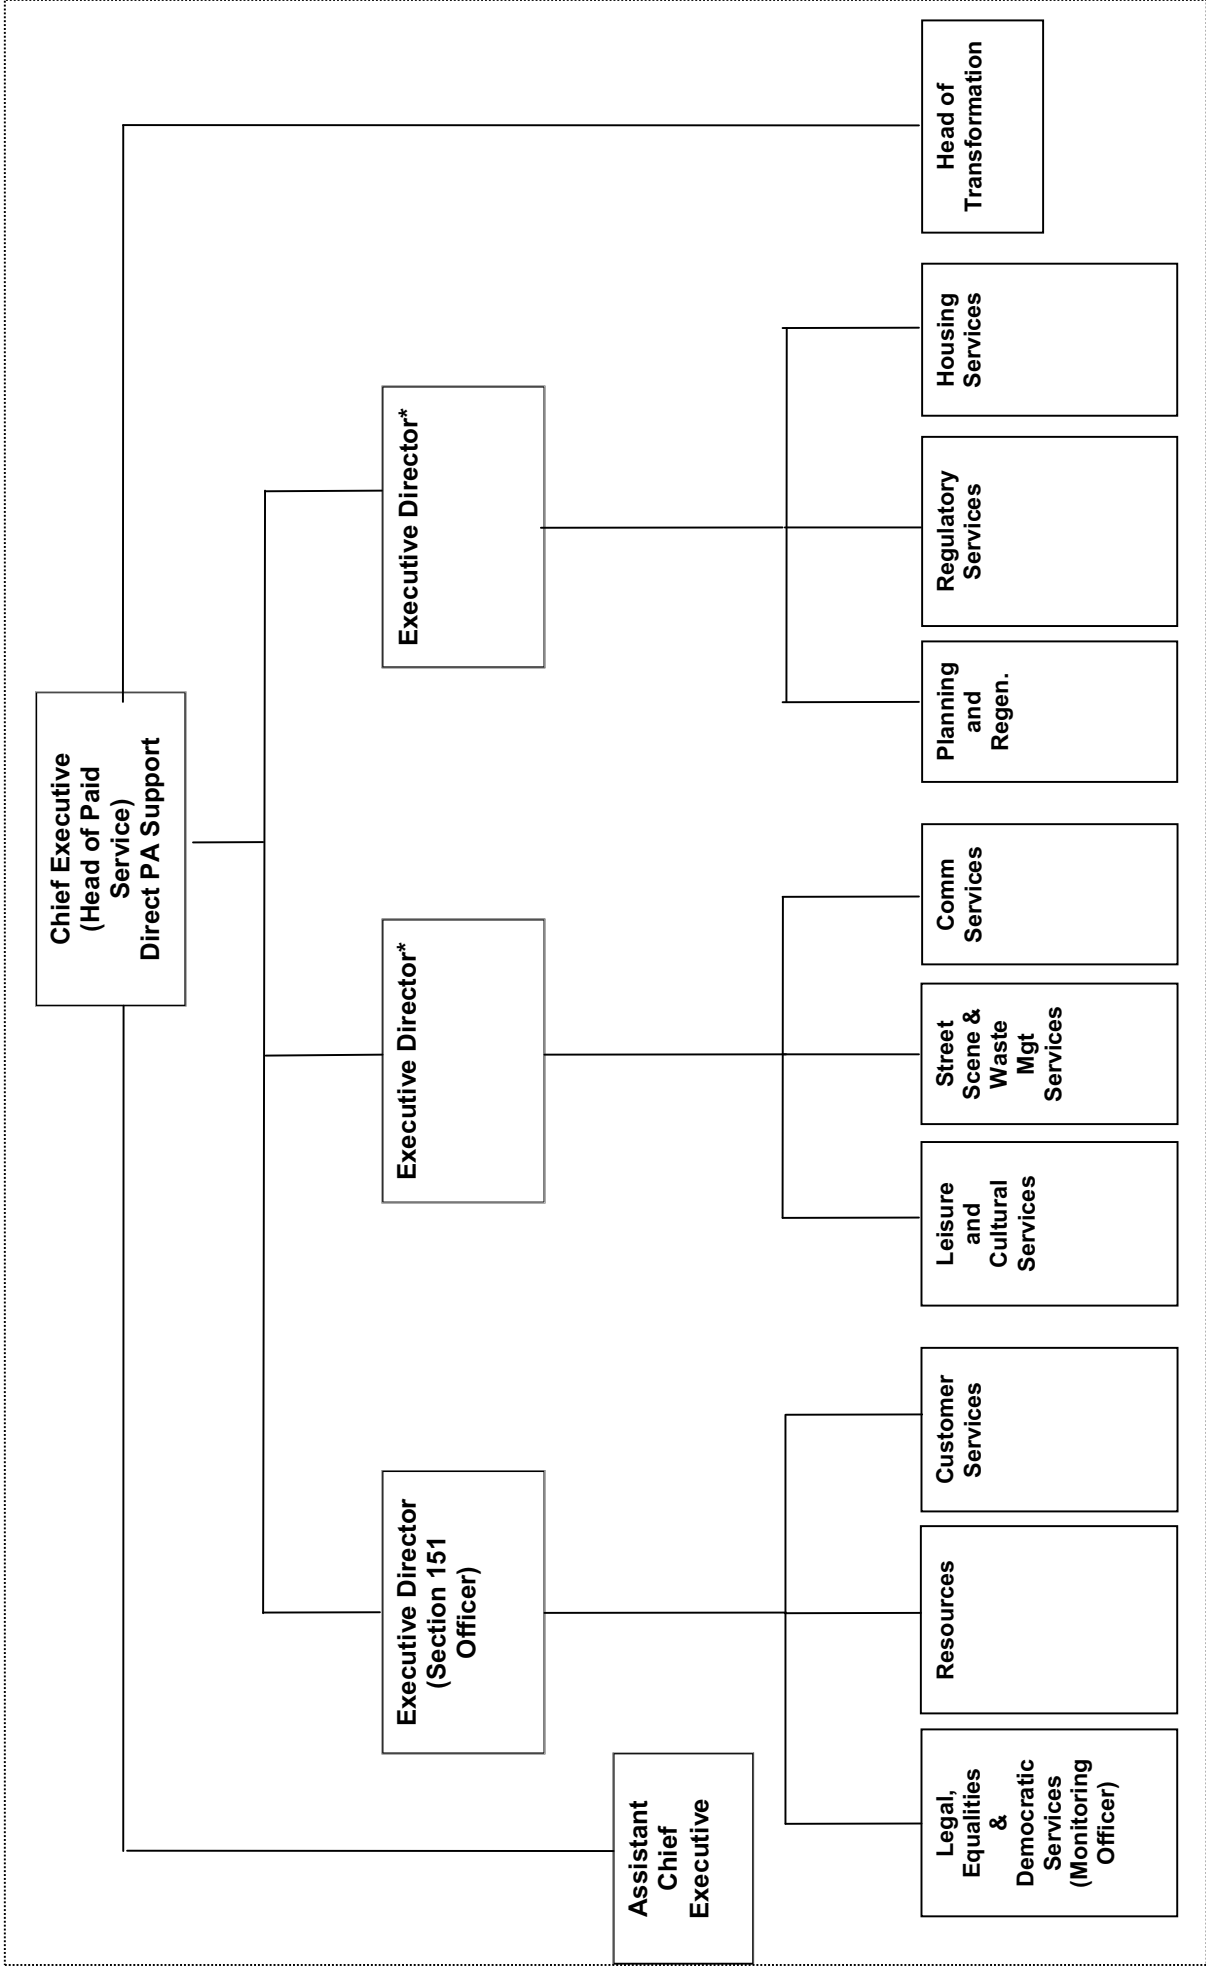 Chief Executive
(Head of Paid
Service)
Direct PA Support
Executive Director
(Section 151
Officer)
Executive Director*
Executive Director*
Assistant
Chief
Executive
Legal,
Equalities
&
Democratic
Services
(Monitoring
Officer)
Resources
Customer
Services
Leisure
and
Cultural
Services
Street
Scene &
Waste
Mgt
Services
Comm
Services
Planning
and
Regen.
Regulatory
Services
Housing
Services
Head of
Transformation